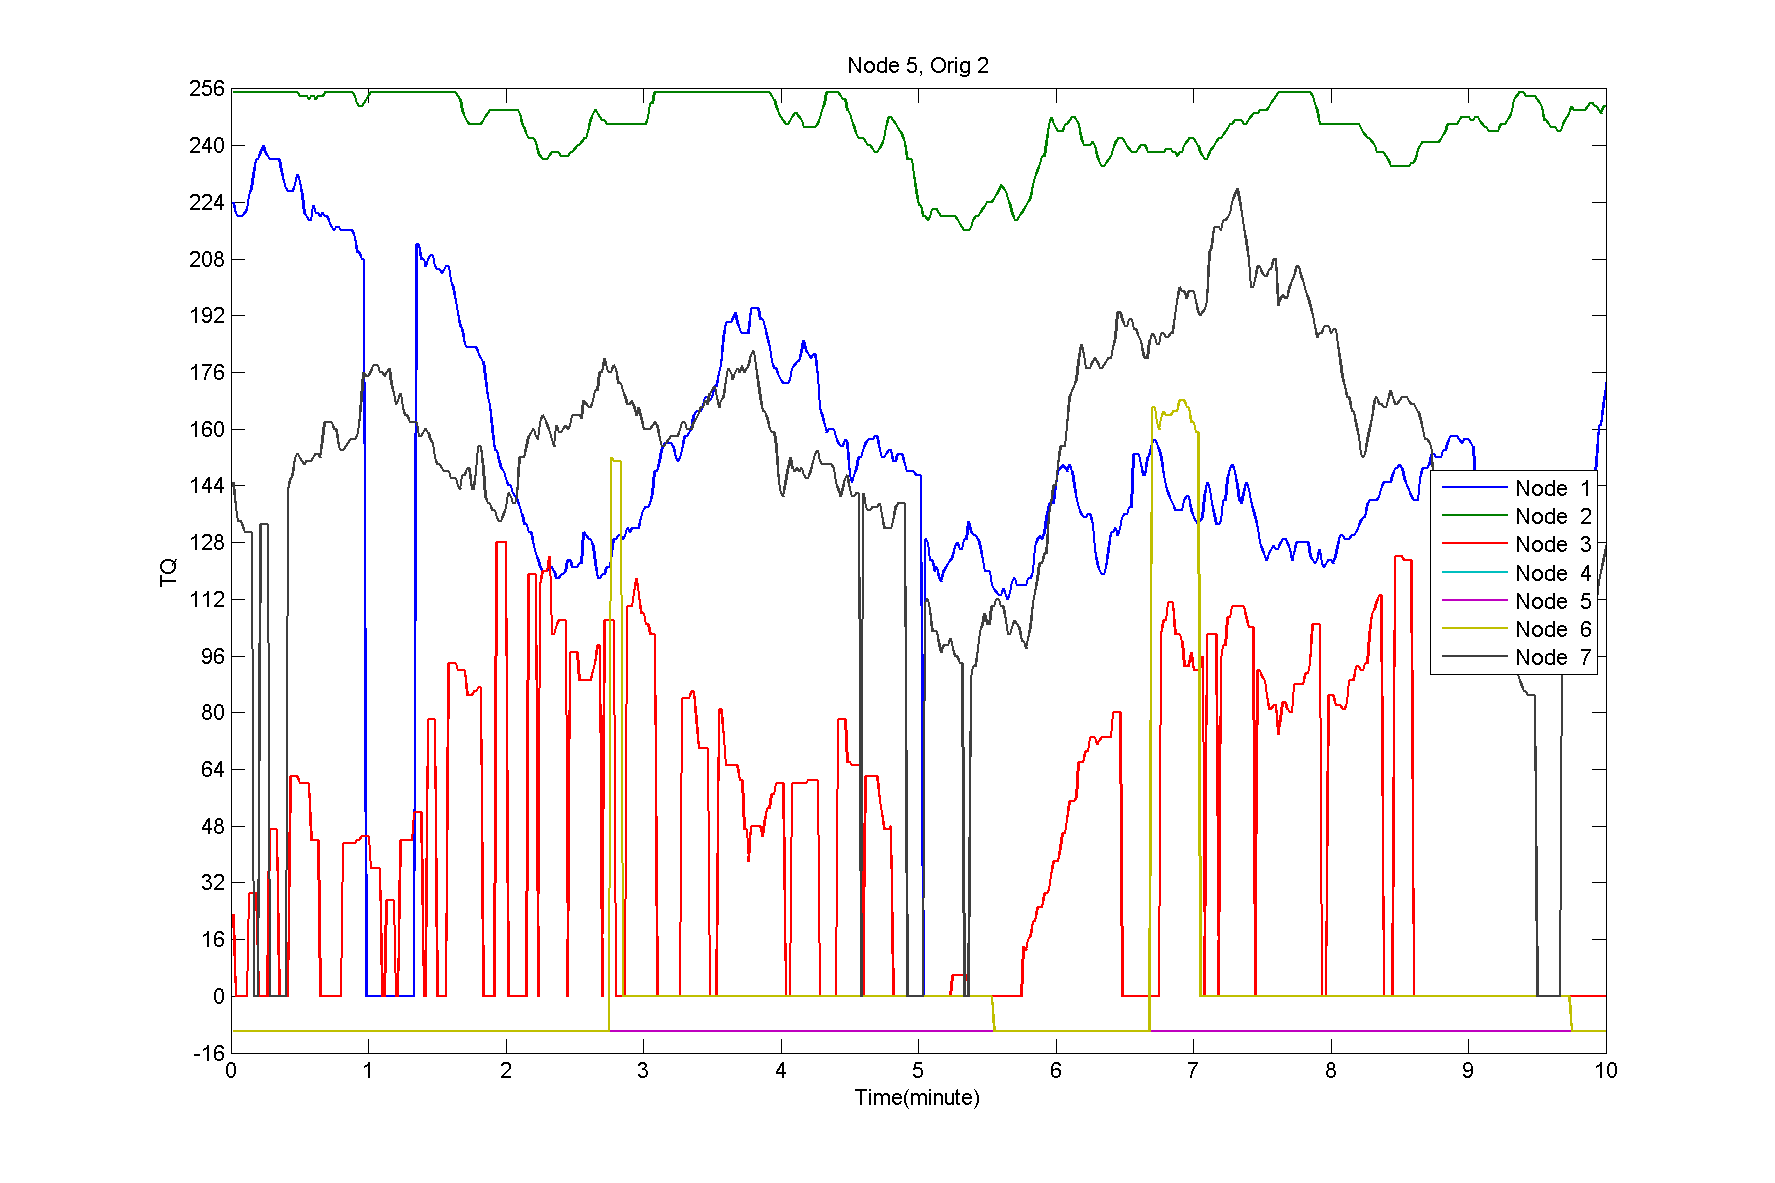 Node 5, Orig 2
256
240
224
208
192
176
160
144
128
112
96
80
64
48
32
16
0
-16
TQ
0 1 2 3 4 5 6 7 8 9 10
Time(minute)
Node 1
Node 2
Node 3
Node 4
Node 5
Node 6
Node 7